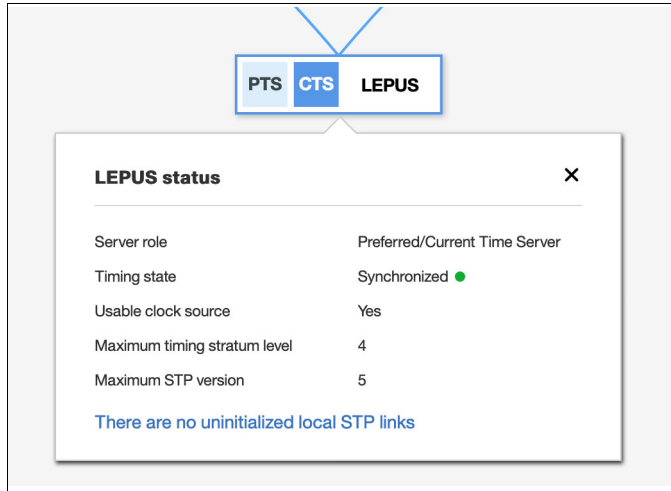 PTS CTS LEPUS
LEPUS status
Server role Preferred/Current Time Server
Timing state Synchronized
Usable clock source Yes
Maximum timing stratum level 4
Maximum STP version 5
There are no uninitialized local STP links